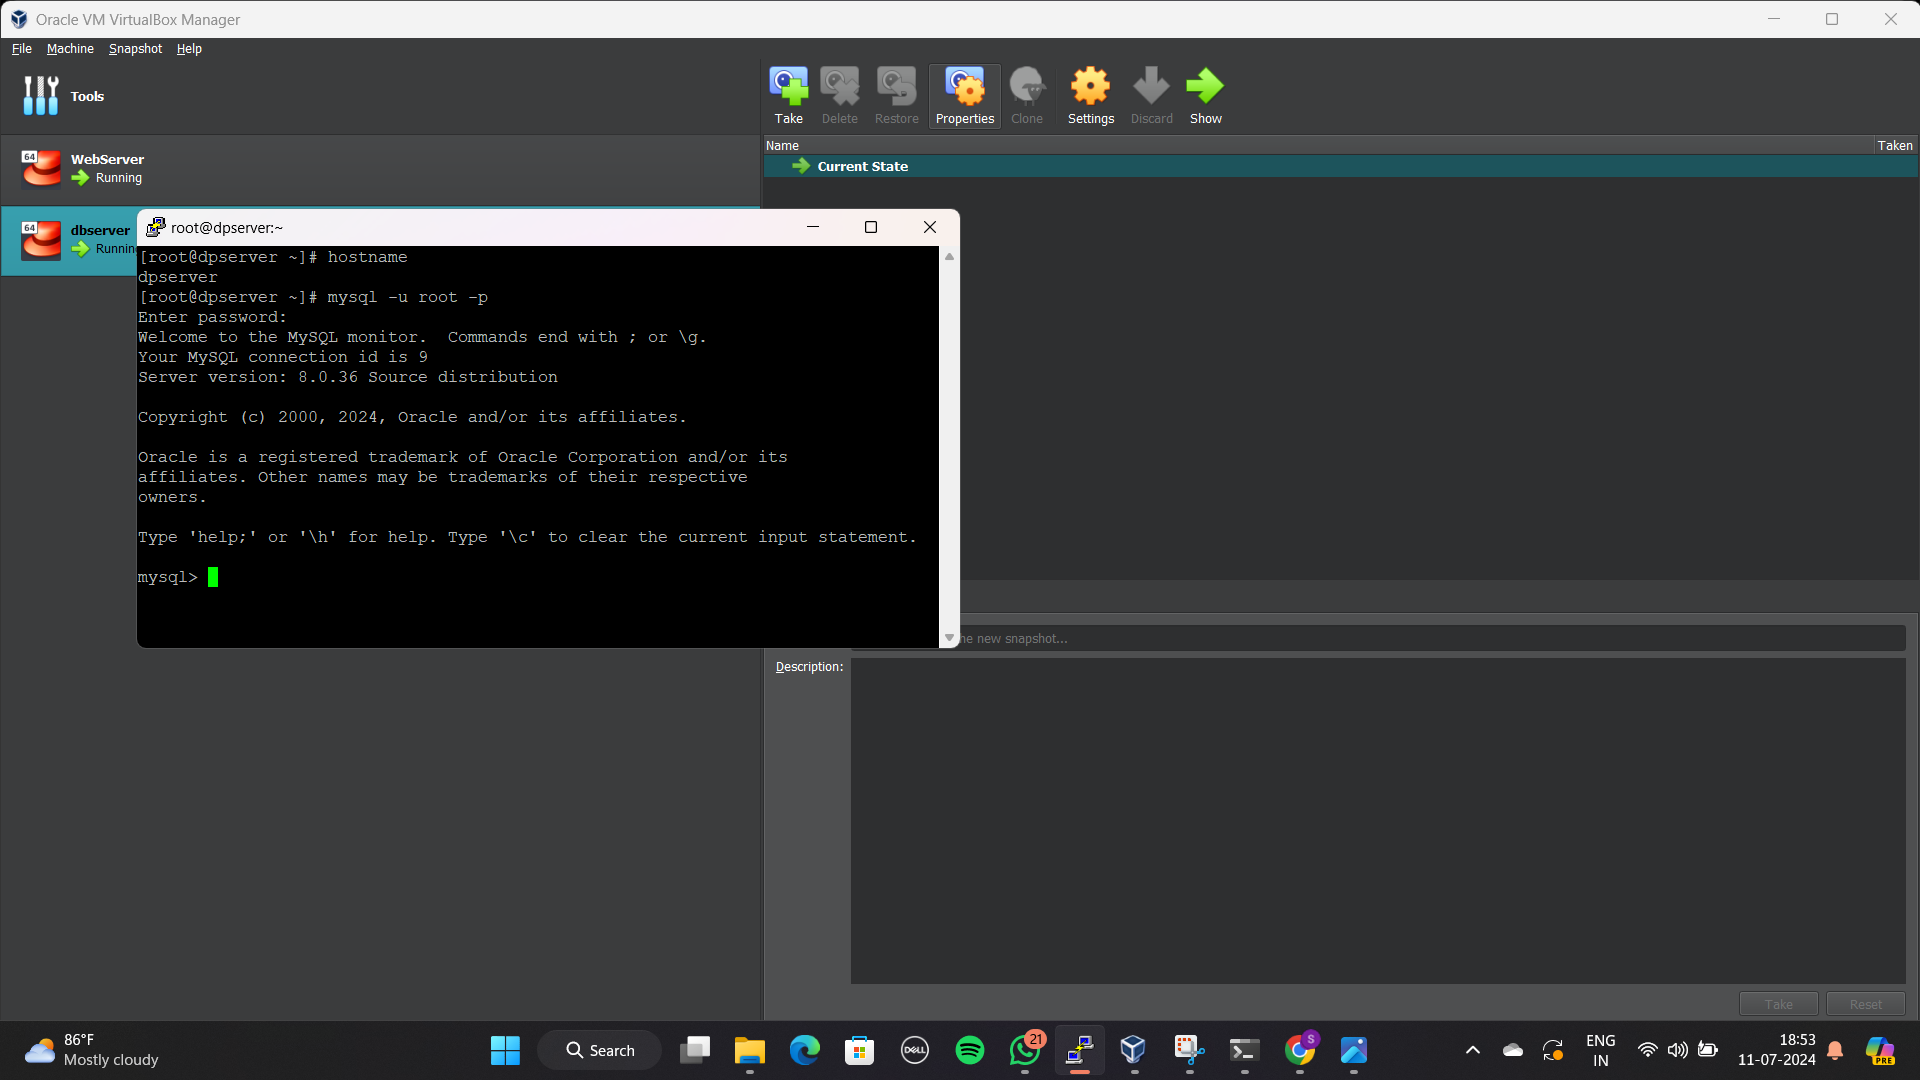 Oracle VM VirtualBox Manager
File Machine Snapshot Help
Tools
Take Delete Restore Properties Clone Settings Discard Show
Name Taken
Current State
64
WebServer
Running
64
dbserver
Runnin
root@dpserver:~
[root@dpserver ~]# hostname
dpserver
[root@dpserver ~]# mysql -u root -p
Enter password:
Welcome to the MySQL monitor.  Commands end with ; or \g.
Your MySQL connection id is 9
Server version: 8.0.36 Source distribution
Copyright (c) 2000, 2024, Oracle and/or its affiliates.
Oracle is a registered trademark of Oracle Corporation and/or its
affiliates. Other names may be trademarks of their respective
owners.
Type 'help;' or '\h' for help. Type '\c' to clear the current input statement.
mysql>
he new snapshot...
Description:
Take Reset
86°F
Mostly cloudy
Search
DELL
21
S
ENG
IN
18:53
11-07-2024
PRE